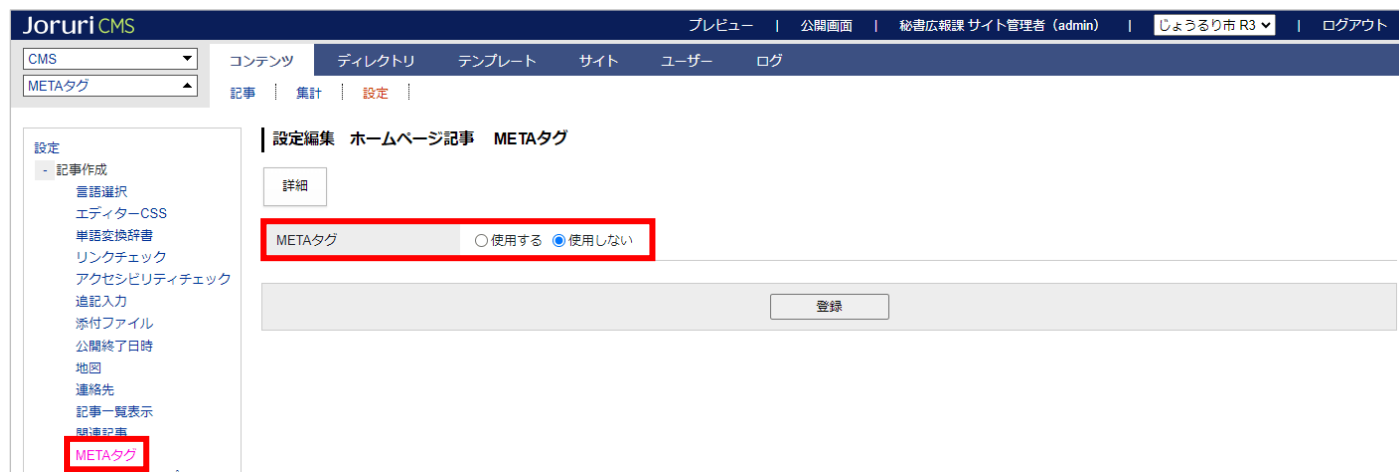 Joruri CMS プレビュー | 公開画面 | 秘書広報課 サイト管理者（admin） | じょうるり市 R3 | ログアウト
CMS コンテンツ ディレクトリ テンプレート サイト ユーザー ログ
METAタグ 記事 集計 設定
設定編集 ホームページ記事 METAタグ
設定
- 記事作成
詳細
言語選択
エディターCSS
単語変換辞書
METAタグ 使用する 使用しない
リンクチェック
アクセシビリティチェック
追記入力
登録
添付ファイル
公開終了日時
地図
連絡先
記事一覧表示
関連記事
METAタグ